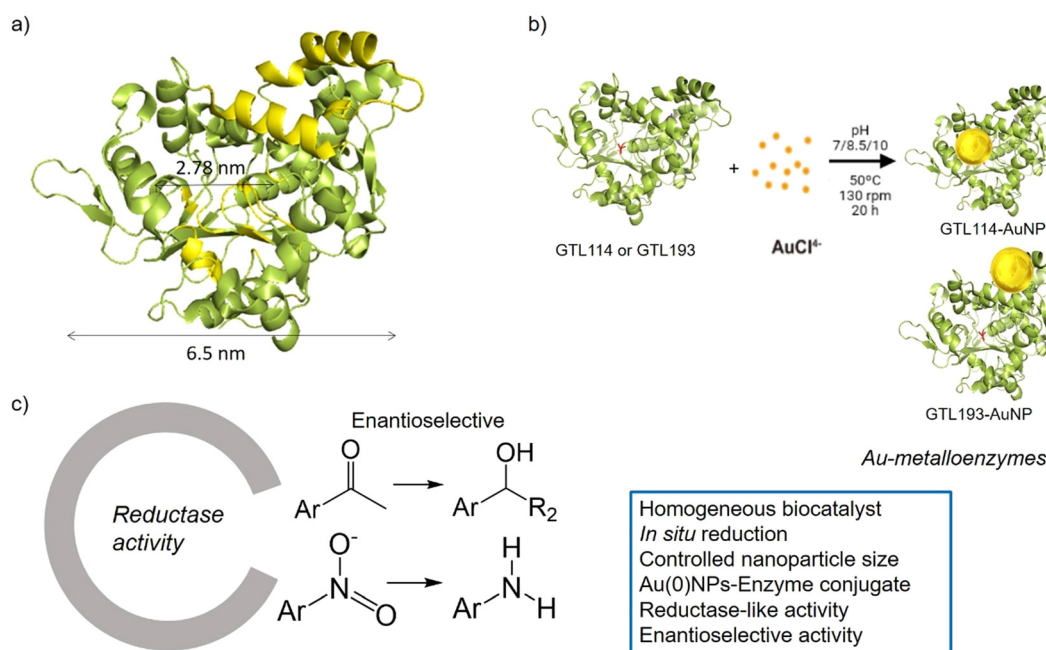 a)
2.78 nm
6.5 nm
b)
GTL114 or GTL193
+
AuCl⁴⁻
pH
7/8.5/10
50°C
130 rpm
20 h
GTL114-AuNP
GTL193-AuNP
Au-metalloenzymes
c)
Reductase
activity
Enantioselective
O
Ar
OH
Ar
R₂
O⁻
Ar
N
O
H
Ar
N
H
Homogeneous biocatalyst
In situ reduction
Controlled nanoparticle size
Au(0)NPs-Enzyme conjugate
Reductase-like activity
Enantioselective activity